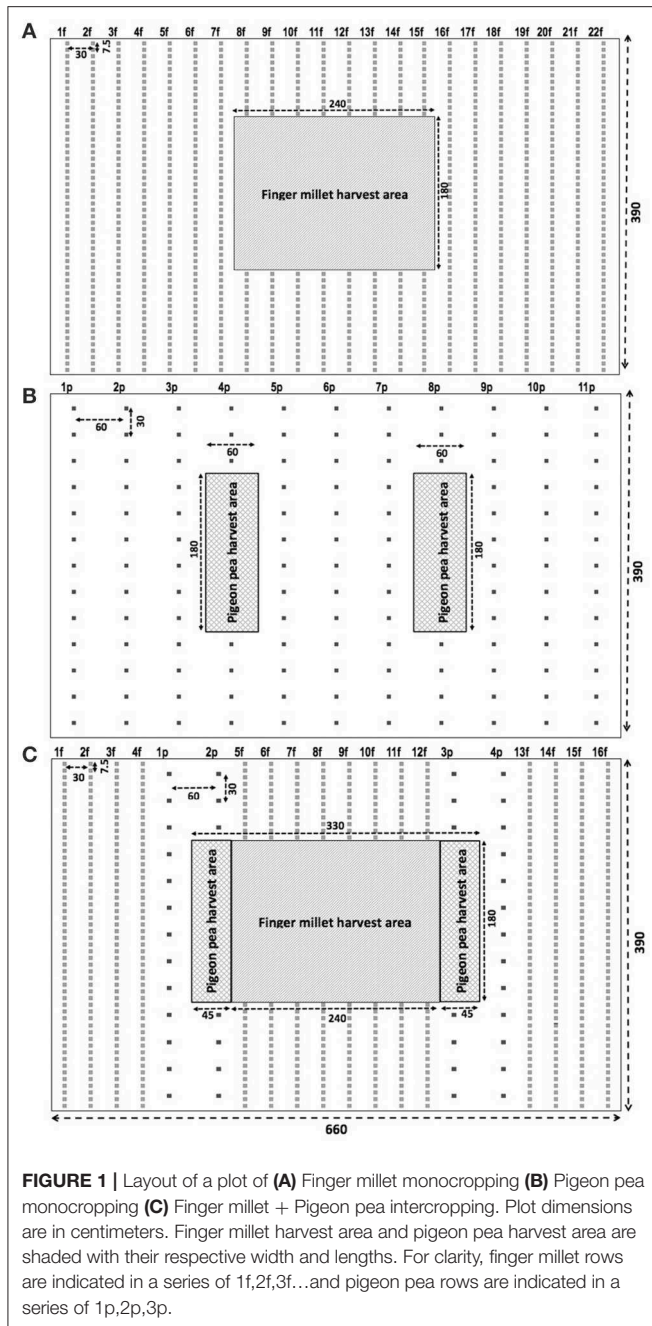 A
1f 2f 3f 4f 5f 6f 7f 8f 9f 10f 11f 12f 13f 14f 15f 16f 17f 18f 19f 20f 21f 22f
30
7.5
240
Finger millet harvest area
180
390
B
1p 2p 3p 4p 5p 6p 7p 8p 9p 10p 11p
60
30
60
60
180
Pigeon pea harvest area
Pigeon pea harvest area
180
390
C
1f 2f 3f 4f 1p 2p 5f 6f 7f 8f 9f 10f 11f 12f 3p 4p 13f 14f 15f 16f
30
7.5
60
30
330
Pigeon pea harvest area
Finger millet harvest area
Pigeon pea harvest area
180
390
45
240
45
660
FIGURE 1 | Layout of a plot of (A) Finger millet monocropping (B) Pigeon pea
monocropping (C) Finger millet + Pigeon pea intercropping. Plot dimensions
are in centimeters. Finger millet harvest area and pigeon pea harvest area are
shaded with their respective width and lengths. For clarity, finger millet rows
are indicated in a series of 1f,2f,3f...and pigeon pea rows are indicated in a
series of 1p,2p,3p.